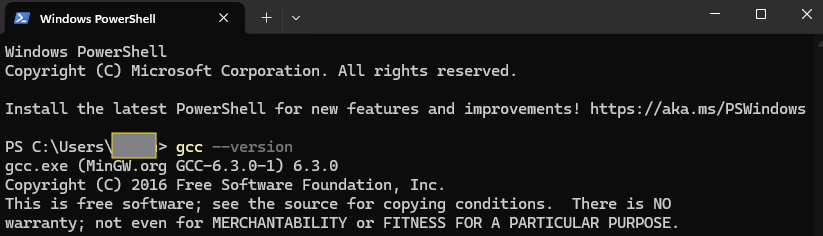 Windows PowerShell
Windows PowerShell
Copyright (C) Microsoft Corporation. All rights reserved.
Install the latest PowerShell for new features and improvements! https://aka.ms/PSWindows
PS C:\Users\> gcc --version
gcc.exe (MinGW.org GCC-6.3.0-1) 6.3.0
Copyright (C) 2016 Free Software Foundation, Inc.
This is free software; see the source for copying conditions.  There is NO
warranty; not even for MERCHANTABILITY or FITNESS FOR A PARTICULAR PURPOSE.